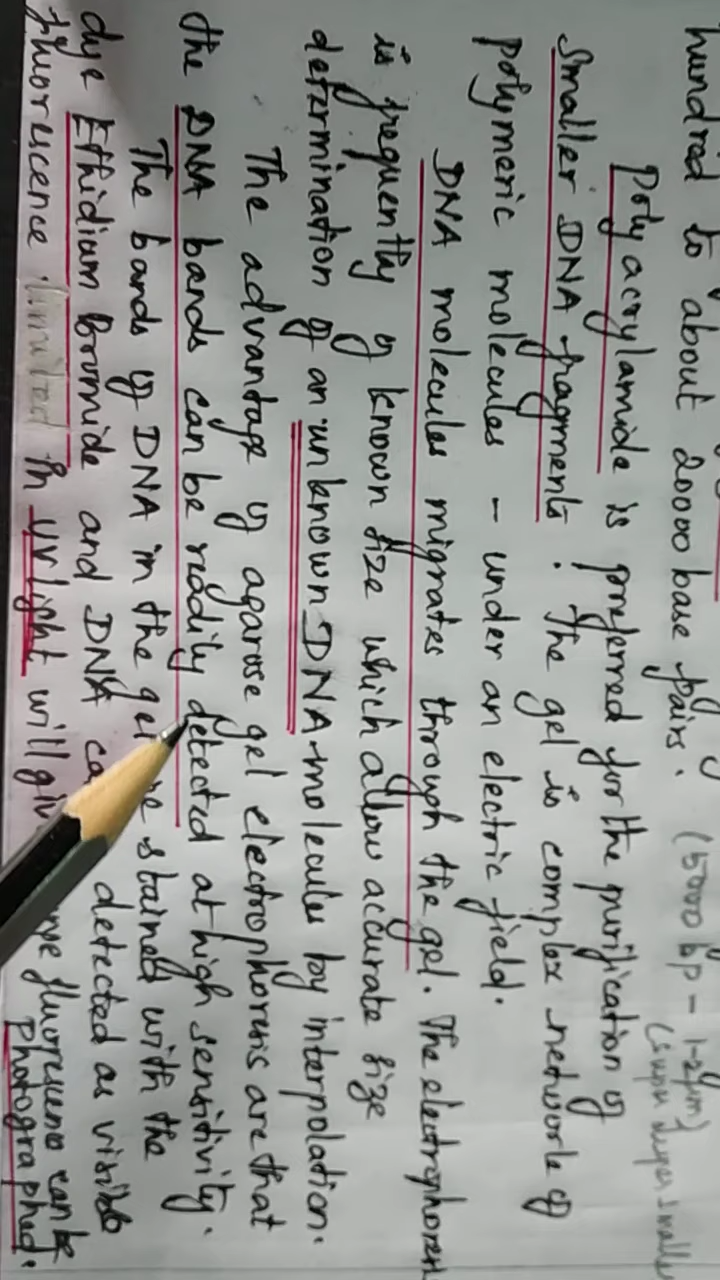 hundred to about 20000 base pairs. (5000 bp -
Polyacrylamide is preferred for the purification of
smaller DNA fragments. The gel is complex network of
polymeric molecules - under an electric field.
DNA molecules migrates through the gel. The
is frequently of known size which allow accurate size
determination of an unknown DNA molecules by interpolation.
The advantage of agarose gel electrophoresis are that
the DNA bands can be readily detected at high sensitivity.
The bands of DNA in the stained with the
dye Ethidium Bromide and DNA detected as visible
fluorescence. limited in uv light will fluorescence can be
photographed.